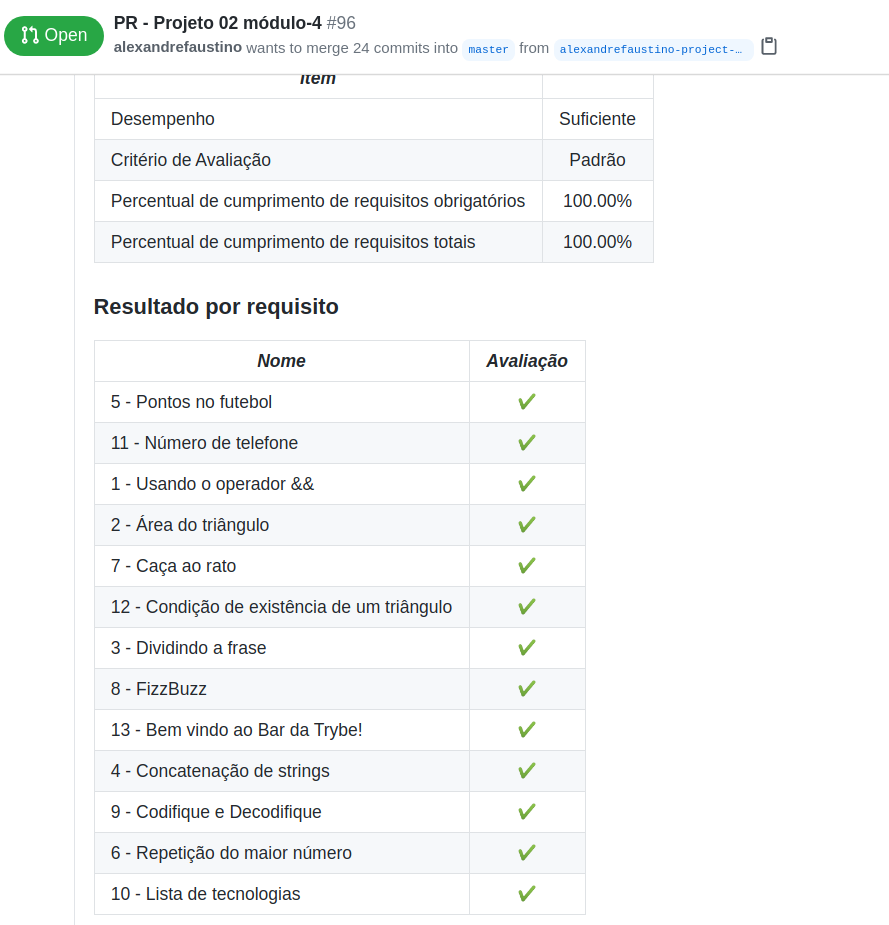 Open
PR - Projeto 02 módulo-4 #96
alexandrefaustino wants to merge 24 commits into master from alexandrefaustino-project-…
Item
Desempenho Suficiente
Critério de Avaliação Padrão
Percentual de cumprimento de requisitos obrigatórios 100.00%
Percentual de cumprimento de requisitos totais 100.00%
Resultado por requisito
Nome Avaliação
5 - Pontos no futebol ✔
11 - Número de telefone ✔
1 - Usando o operador && ✔
2 - Área do triângulo ✔
7 - Caça ao rato ✔
12 - Condição de existência de um triângulo ✔
3 - Dividindo a frase ✔
8 - FizzBuzz ✔
13 - Bem vindo ao Bar da Trybe! ✔
4 - Concatenação de strings ✔
9 - Codifique e Decodifique ✔
6 - Repetição do maior número ✔
10 - Lista de tecnologias ✔